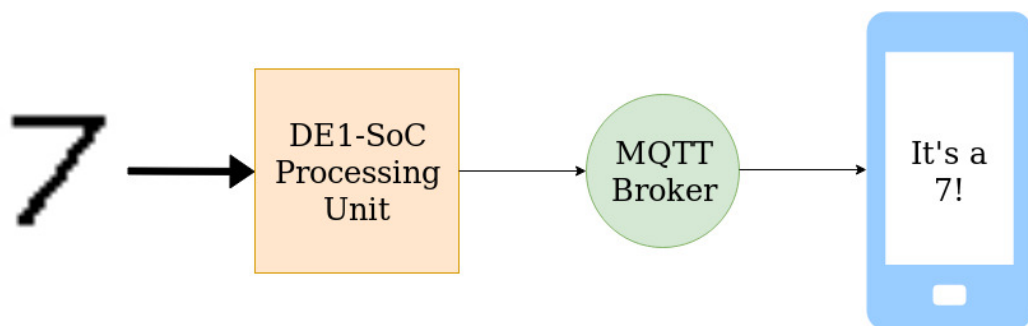 7
DE1-SoC
Processing
Unit
MQTT
Broker
It's a
7!